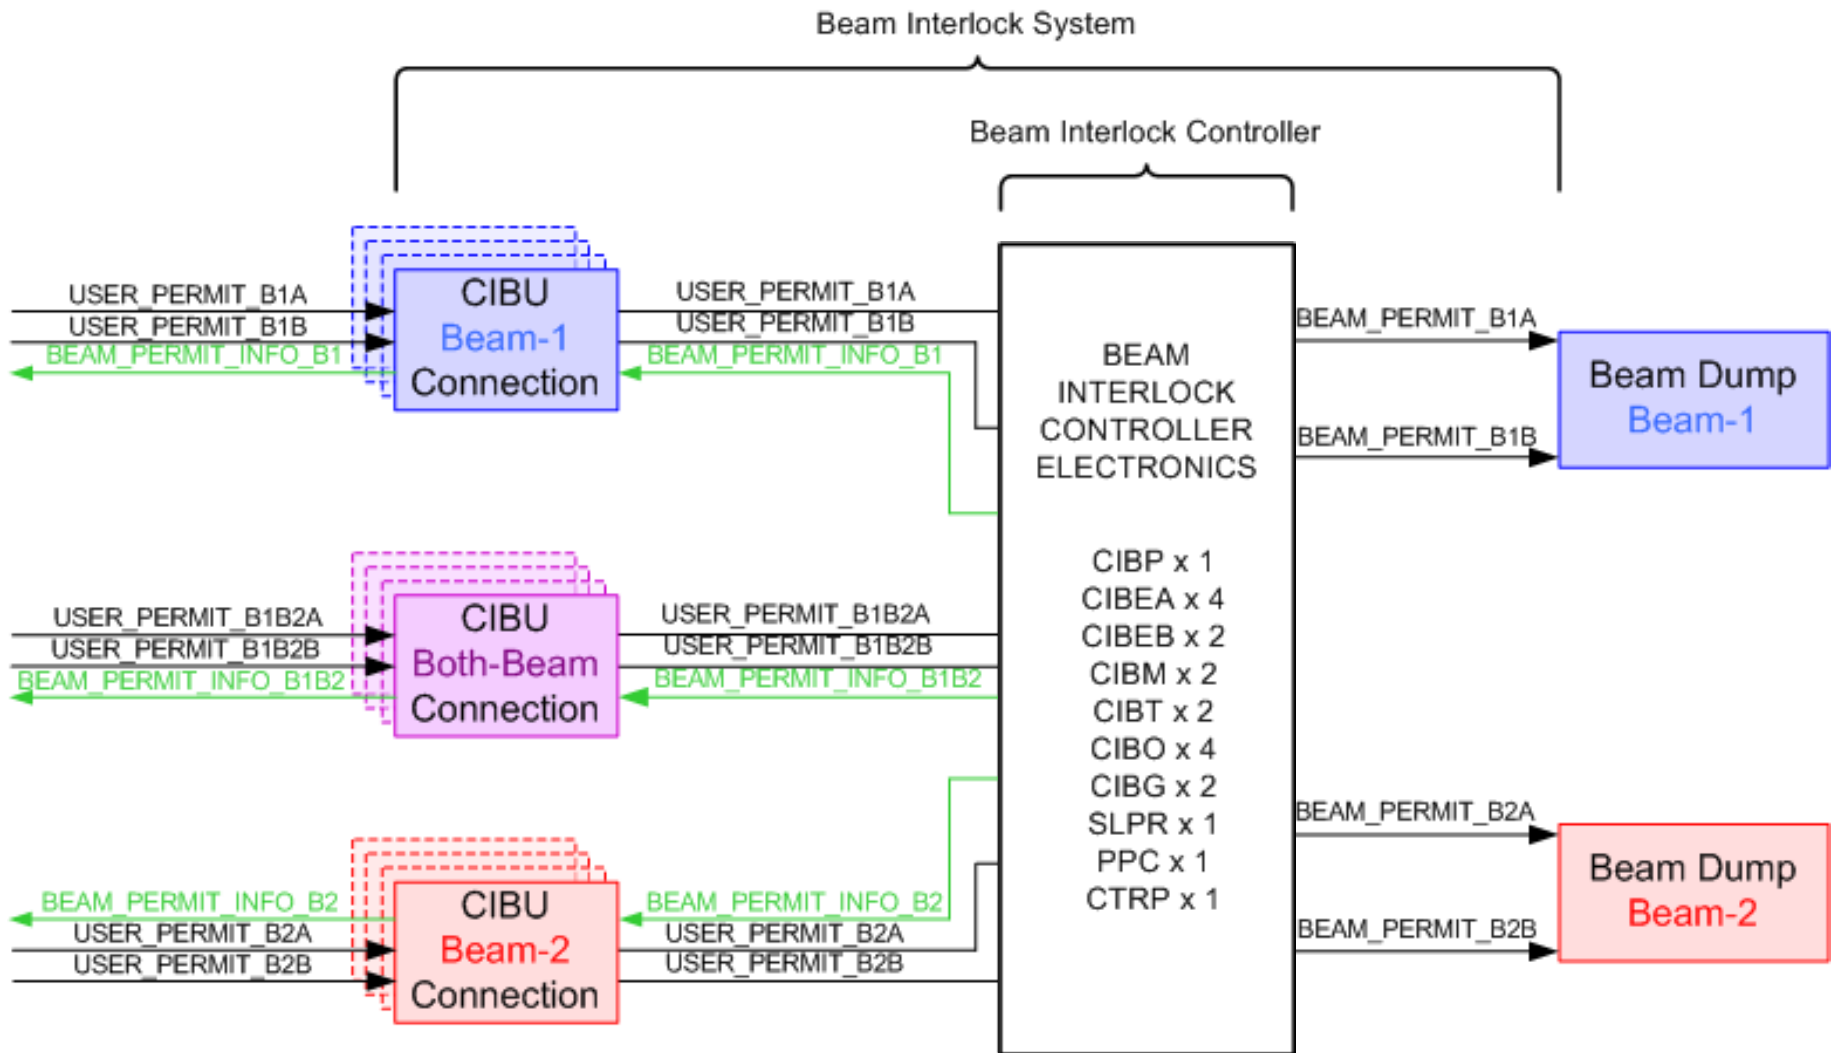 Beam Interlock System
Beam Interlock Controller
USER_PERMIT_B1A
USER_PERMIT_B1B
BEAM_PERMIT_INFO_B1
CIBU
Beam-1
Connection
USER_PERMIT_B1A
USER_PERMIT_B1B
BEAM_PERMIT_INFO_B1
USER_PERMIT_B1B2A
USER_PERMIT_B1B2B
BEAM_PERMIT_INFO_B1B2
CIBU
Both-Beam
Connection
USER_PERMIT_B1B2A
USER_PERMIT_B1B2B
BEAM_PERMIT_INFO_B1B2
BEAM_PERMIT_INFO_B2
USER_PERMIT_B2A
USER_PERMIT_B2B
CIBU
Beam-2
Connection
BEAM_PERMIT_INFO_B2
USER_PERMIT_B2A
USER_PERMIT_B2B
BEAM
INTERLOCK
CONTROLLER
ELECTRONICS
CIBP x 1
CIBEA x 4
CIBEB x 2
CIBM x 2
CIBT x 2
CIBO x 4
CIBG x 2
SLPR x 1
PPC x 1
CTRP x 1
BEAM_PERMIT_B1A
BEAM_PERMIT_B1B
Beam Dump
Beam-1
BEAM_PERMIT_B2A
BEAM_PERMIT_B2B
Beam Dump
Beam-2